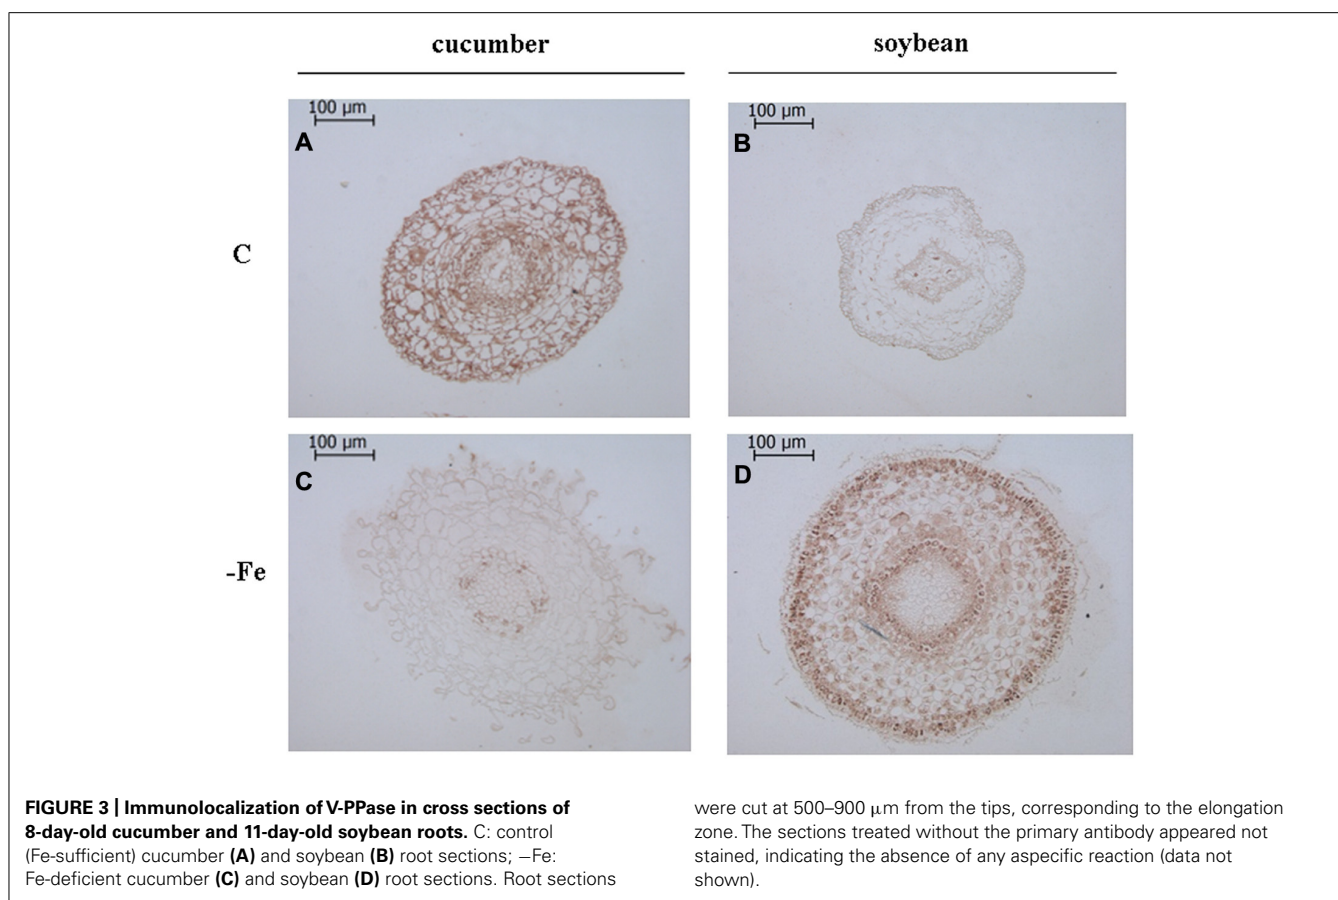 cucumber
soybean
C
100 µm
A
100 µm
B
-Fe
100 µm
C
100 µm
D
FIGURE 3 | Immunolocalization of V-PPase in cross sections of
8-day-old cucumber and 11-day-old soybean roots. C: control
(Fe-sufficient) cucumber (A) and soybean (B) root sections; –Fe:
Fe-deficient cucumber (C) and soybean (D) root sections. Root sections
were cut at 500–900 µm from the tips, corresponding to the elongation
zone. The sections treated without the primary antibody appeared not
stained, indicating the absence of any aspecific reaction (data not
shown).